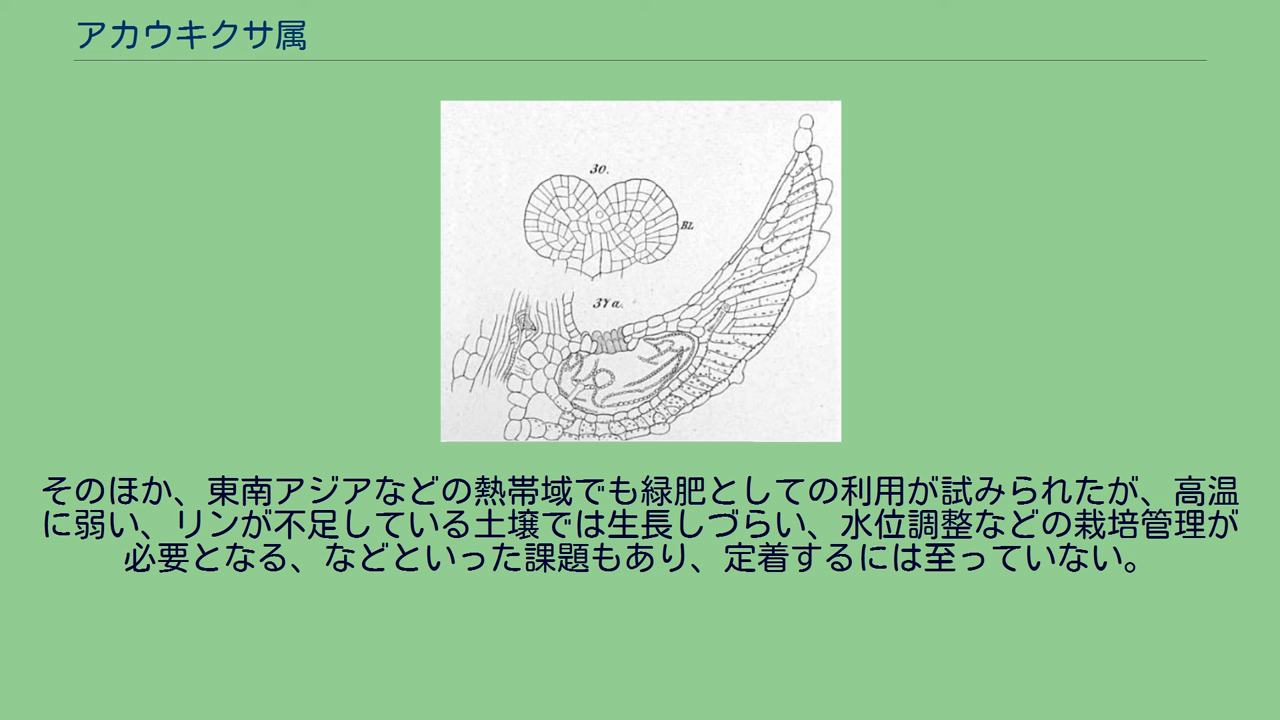 アカウキクサ属
30.
BL
37a.
そのほか、東南アジアなどの熱帯域でも緑肥としての利用が試みられたが、高温
に弱い、リンが不足している土壌では生長しづらい、水位調整などの栽培管理が
必要となる、などといった課題もあり、定着するには至っていない。